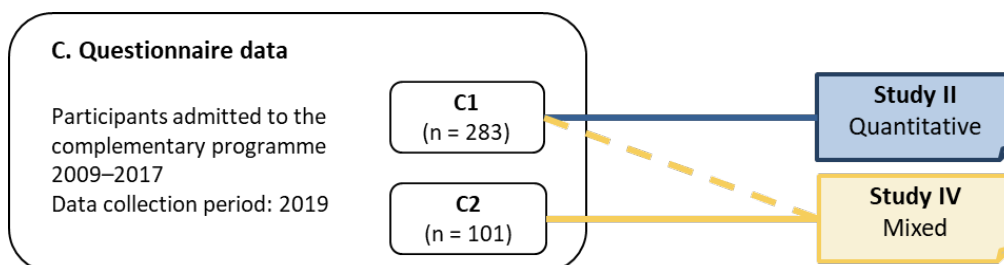 C. Questionnaire data
Participants admitted to the
complementary programme
2009–2017
Data collection period: 2019
C1
(n = 283)
C2
(n = 101)
Study II
Quantitative
Study IV
Mixed